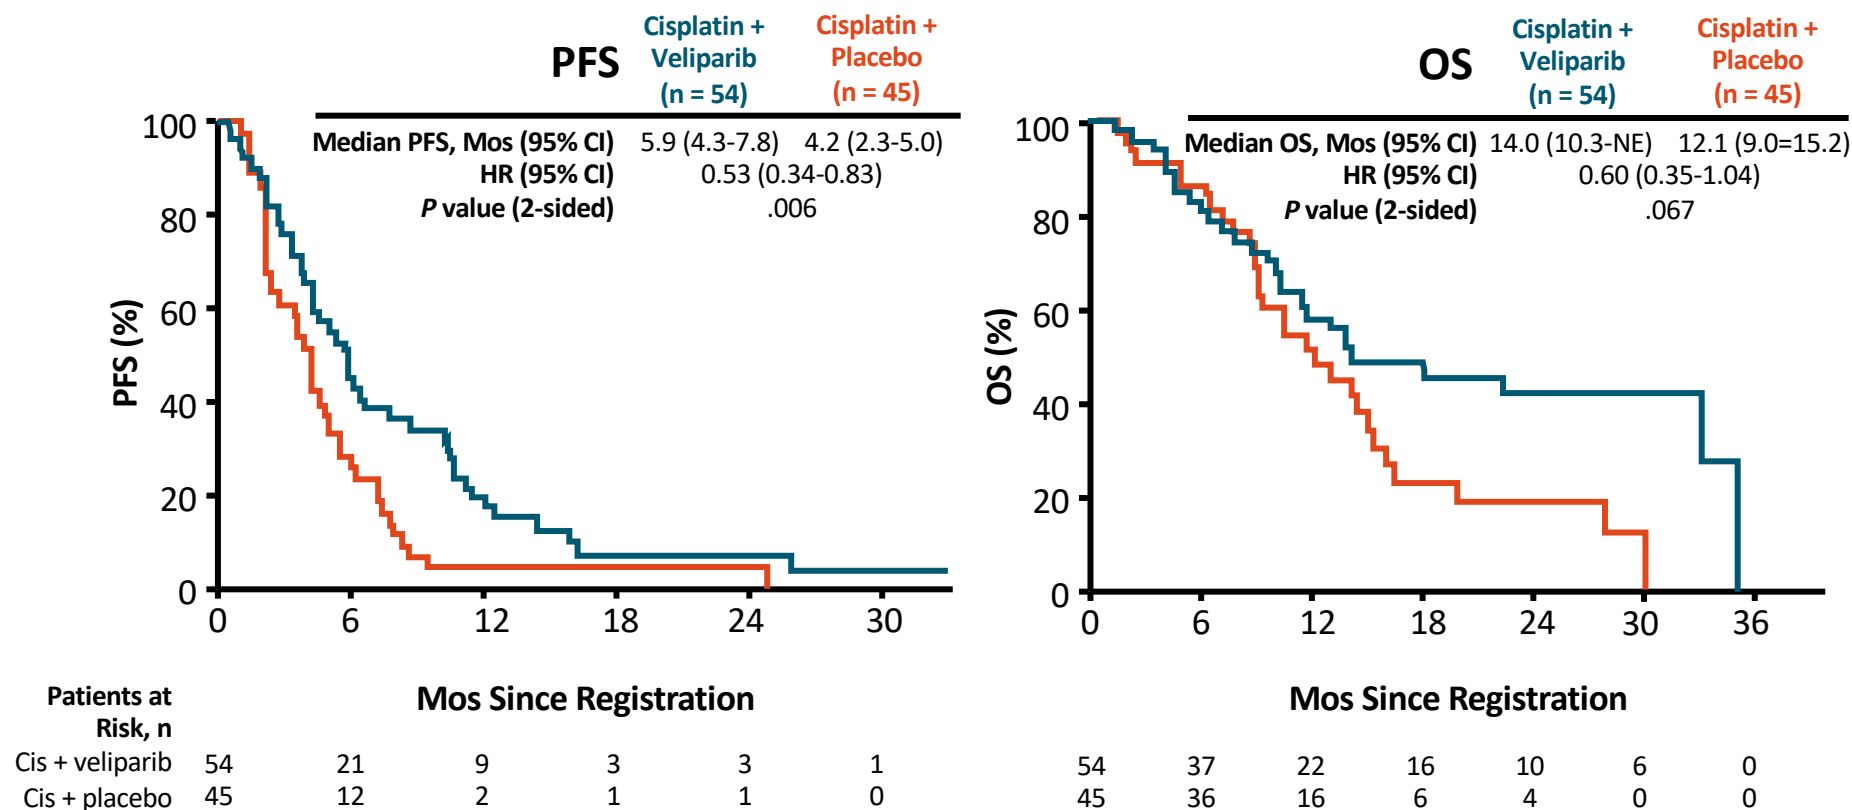 PFS
Cisplatin +
Veliparib
(n = 54)
Cisplatin +
Placebo
(n = 45)
Median PFS, Mos (95% CI) 5.9 (4.3-7.8) 4.2 (2.3-5.0)
HR (95% CI) 0.53 (0.34-0.83)
P value (2-sided) .006
PFS (%)
100
80
60
40
20
0
0 6 12 18 24 30
Mos Since Registration
OS
Cisplatin +
Veliparib
(n = 54)
Cisplatin +
Placebo
(n = 45)
Median OS, Mos (95% CI) 14.0 (10.3-NE) 12.1 (9.0=15.2)
HR (95% CI) 0.60 (0.35-1.04)
P value (2-sided) .067
OS (%)
100
80
60
40
20
0
0 6 12 18 24 30 36
Mos Since Registration
Patients at
Risk, n
Cis + veliparib 54 21 9 3 3 1 54 37 22 16 10 6 0
Cis + placebo 45 12 2 1 1 0 45 36 16 6 4 0 0